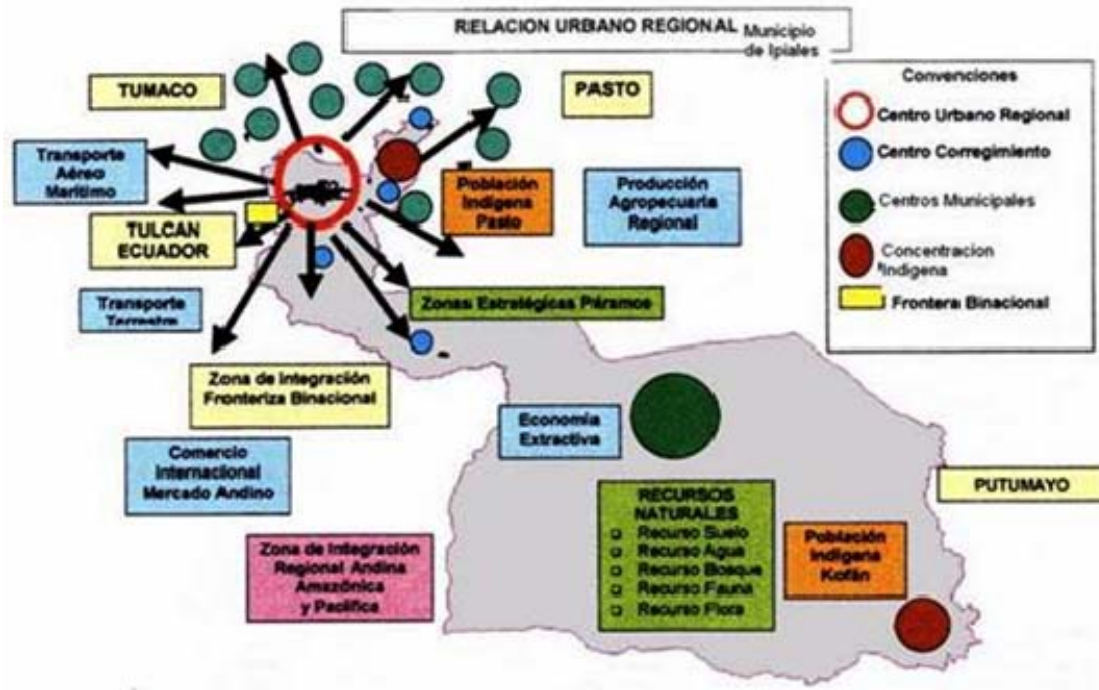 RELACION URBANO REGIONAL
Municipio
de Ipiales
TUMACO
PASTO
Convenciones
Centro Urbano Regional
Centro Corregimiento
Centros Municipales
Concentracion
Indigena
Frontera Binacional
Transporte
Aéreo
Marítimo
Población
Indígena
Pasto
Producción
Agropecuaria
Regional
TULCAN
ECUADOR
Transporte
Terrestre
Zonas Estratégicas Páramos
Zona de Integración
Fronteriza Binacional
Economía
Extractiva
Comercio
Internacional
Mercado Andino
PUTUMAYO
RECURSOS
NATURALES
Recurso Suelo
Recurso Agua
Recurso Bosque
Recurso Fauna
Recurso Flora
Población
Indígena
Kofán
Zona de Integración
Regional Andina
Amazónica
y Pacífica